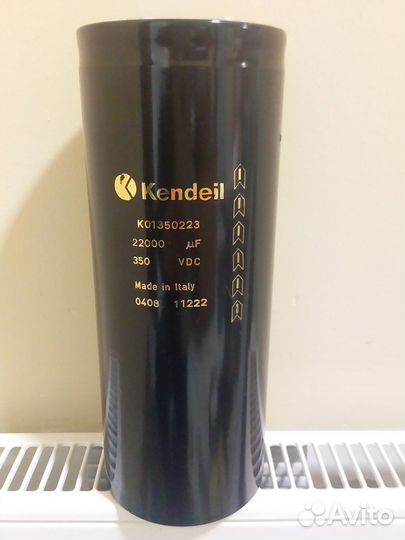 Kendeil
K01350223
22000 µF
350 VDC
Made in Italy
0408 11222
Avito